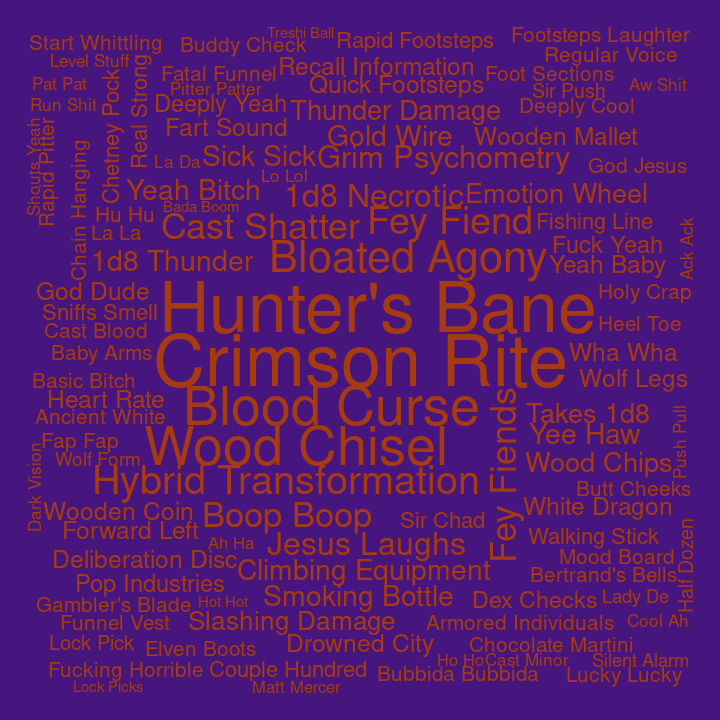 Treshi Ball
Start Whittling
Buddy Check
Rapid Footsteps
Footsteps Laughter
Level Stuff
Regular Voice
Fatal Funnel
Recall Information
Foot Sections
Pat Pat
Pitter Patter
Quick Footsteps
Sir Push
Aw Shit
Chetney Pock
Real Strong
Run Shit
Deeply Yeah
Thunder Damage
Deeply Cool
Shouts Yeah
Rapid Pitter
Fart Sound
Gold Wire
Wooden Mallet
Chain Hanging
La Da
Sick Sick
Grim Psychometry
God Jesus
Lo Lol
Yeah Bitch
1d8 Necrotic
Emotion Wheel
Hu Hu
Bada Boom
Cast Shatter
Fey Fiend
Fishing Line
La La
Fuck Yeah
Ack Ack
1d8 Thunder
Bloated Agony
Yeah Baby
God Dude
Hunter's Bane
Holy Crap
Sniffs Smell
Cast Blood
Heel Toe
Baby Arms
Crimson Rite
Wha Wha
Basic Bitch
Wolf Legs
Heart Rate
Blood Curse
Fey Fiends
Ancient White
Takes 1d8
Push Pull
Fap Fap
Wood Chisel
Yee Haw
Wolf Form
Wood Chips
Dark Vision
Hybrid Transformation
Butt Cheeks
Wooden Coin
Boop Boop
Sir Chad
White Dragon
Forward Left
Walking Stick
Half Dozen
Ah Ha
Jesus Laughs
Mood Board
Deliberation Disc
Climbing Equipment
Bertrand's Bells
Pop Industries
Smoking Bottle
Dex Checks
Lady De
Gambler's Blade
Hot Hot
Funnel Vest
Slashing Damage
Armored Individuals
Cool Ah
Lock Pick
Elven Boots
Drowned City
Chocolate Martini
Fucking Horrible
Couple Hundred
Ho Ho
Cast Minor
Silent Alarm
Bubbida Bubbida
Lucky Lucky
Lock Picks
Matt Mercer